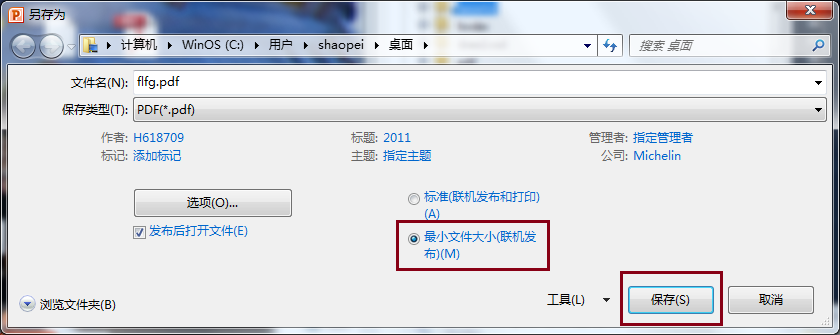 另存为
计算机 WinOS (C:) 用户 shaopei 桌面
搜索 桌面
文件名(N): flfg.pdf
保存类型(T): PDF(*.pdf)
作者: H618709 标题: 2011 管理者: 指定管理者
标记: 添加标记 主题: 指定主题 公司: Michelin
选项(O)... 标准(联机发布和打印)
(A)
发布后打开文件(E) 最小文件大小(联机发
布)(M)
浏览文件夹(B) 工具(L) 保存(S) 取消